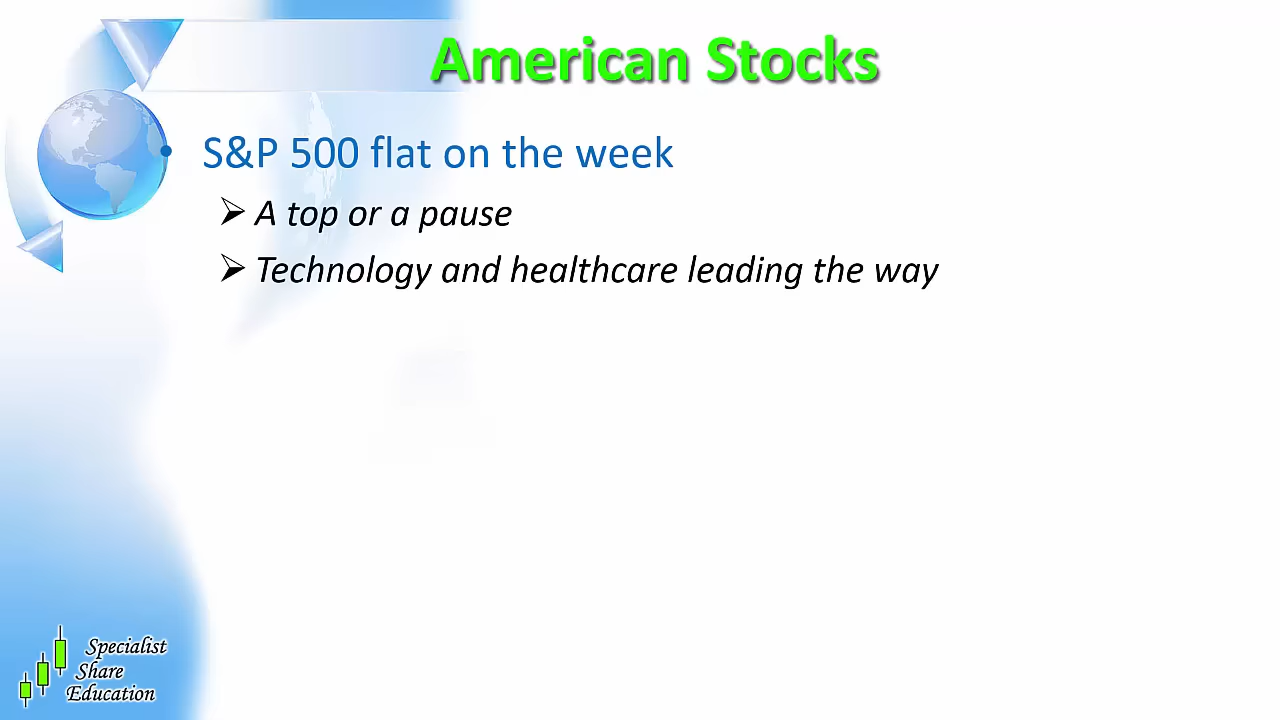 American Stocks
• S&P 500 flat on the week
➢ A top or a pause
➢ Technology and healthcare leading the way
Specialist
Share
Education